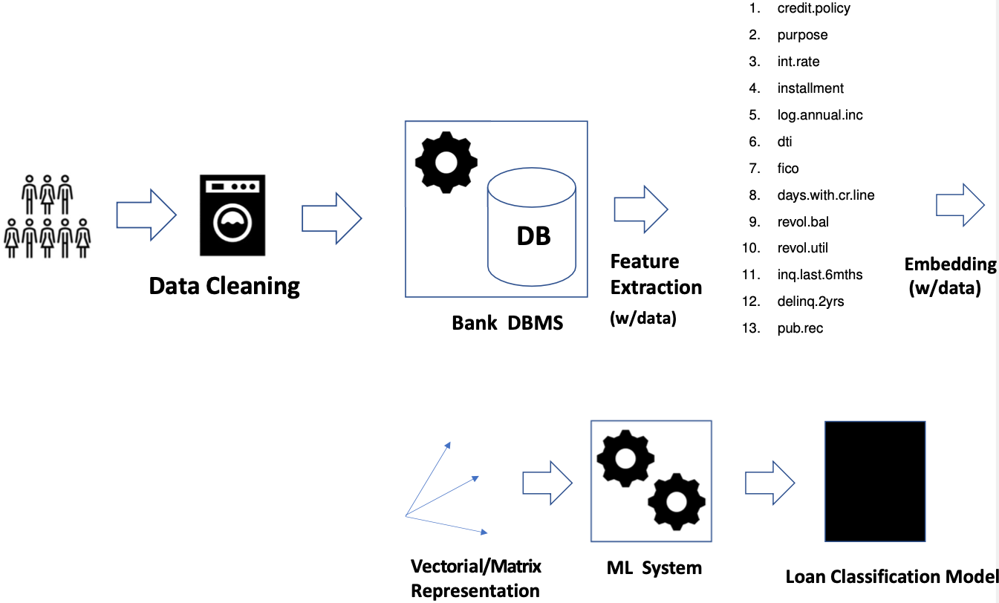 1. credit.policy
2. purpose
3. int.rate
4. installment
5. log.annual.inc
6. dti
7. fico
8. days.with.cr.line
9. revol.bal
10. revol.util
11. inq.last.6mths
12. delinq.2yrs
13. pub.rec
Data Cleaning
DB
Bank DBMS
Feature
Extraction
(w/data)
Embedding
(w/data)
Vectorial/Matrix
Representation
ML System
Loan Classification Model